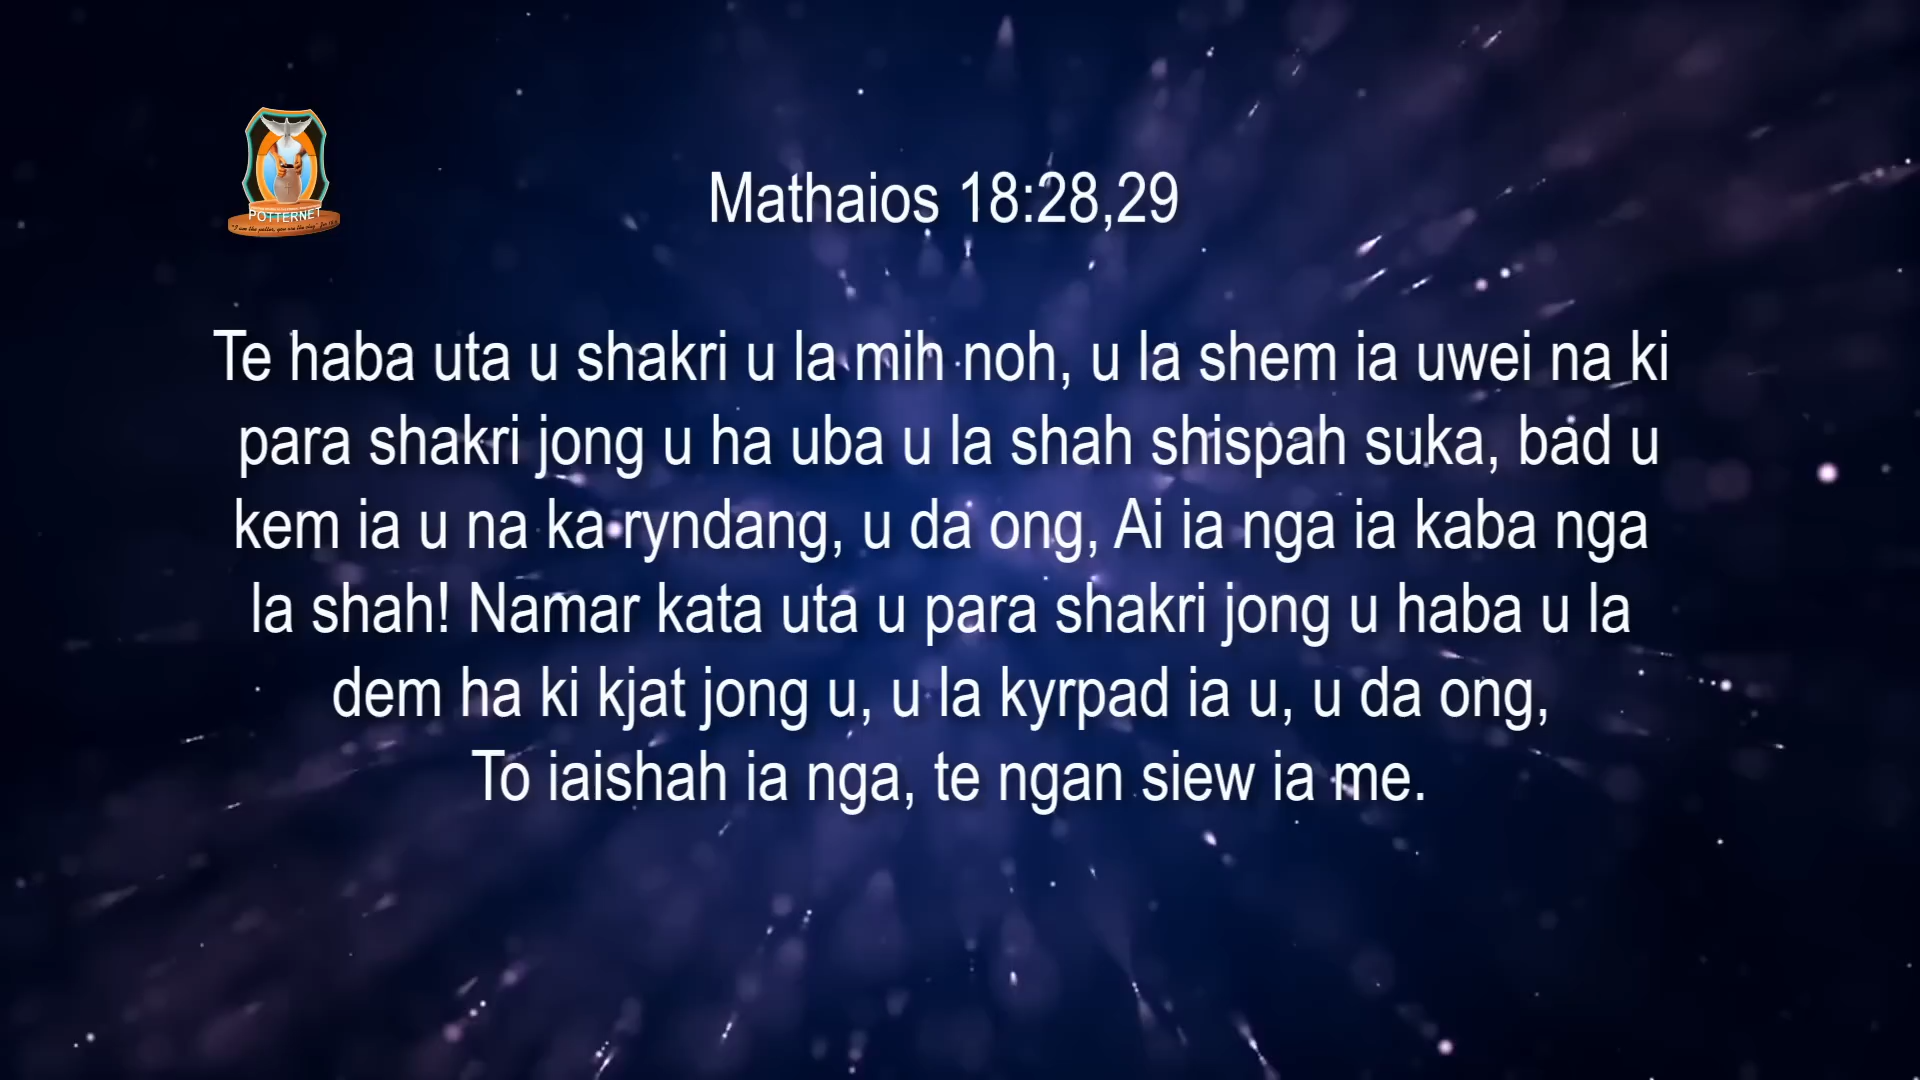 POTTERNET
Mathaios 18:28,29
Te haba uta u shakri u la mih noh, u la shem ia uwei na ki
para shakri jong u ha uba u la shah shispah suka, bad u
kem ia u na ka ryndang, u da ong, Ai ia nga ia kaba nga
la shah! Namar kata uta u para shakri jong u haba u la
dem ha ki kjat jong u, u la kyrpad ia u, u da ong,
To iaishah ia nga, te ngan siew ia me.